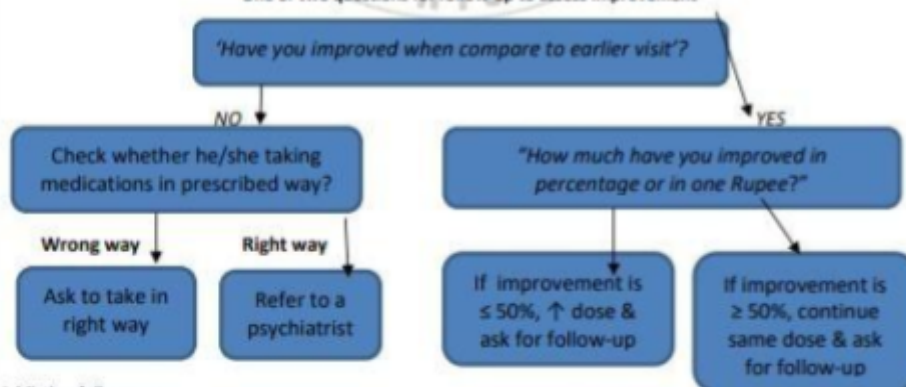 'Have you improved when compare to earlier visit'?
NO
YES
Check whether he/she taking
medications in prescribed way?
"How much have you improved in
percentage or in one Rupee?"
Wrong way
Right way
Ask to take in
right way
Refer to a
psychiatrist
If improvement is
≤ 50%, ↑ dose &
ask for follow-up
If improvement is
≥ 50%, continue
same dose & ask
for follow-up